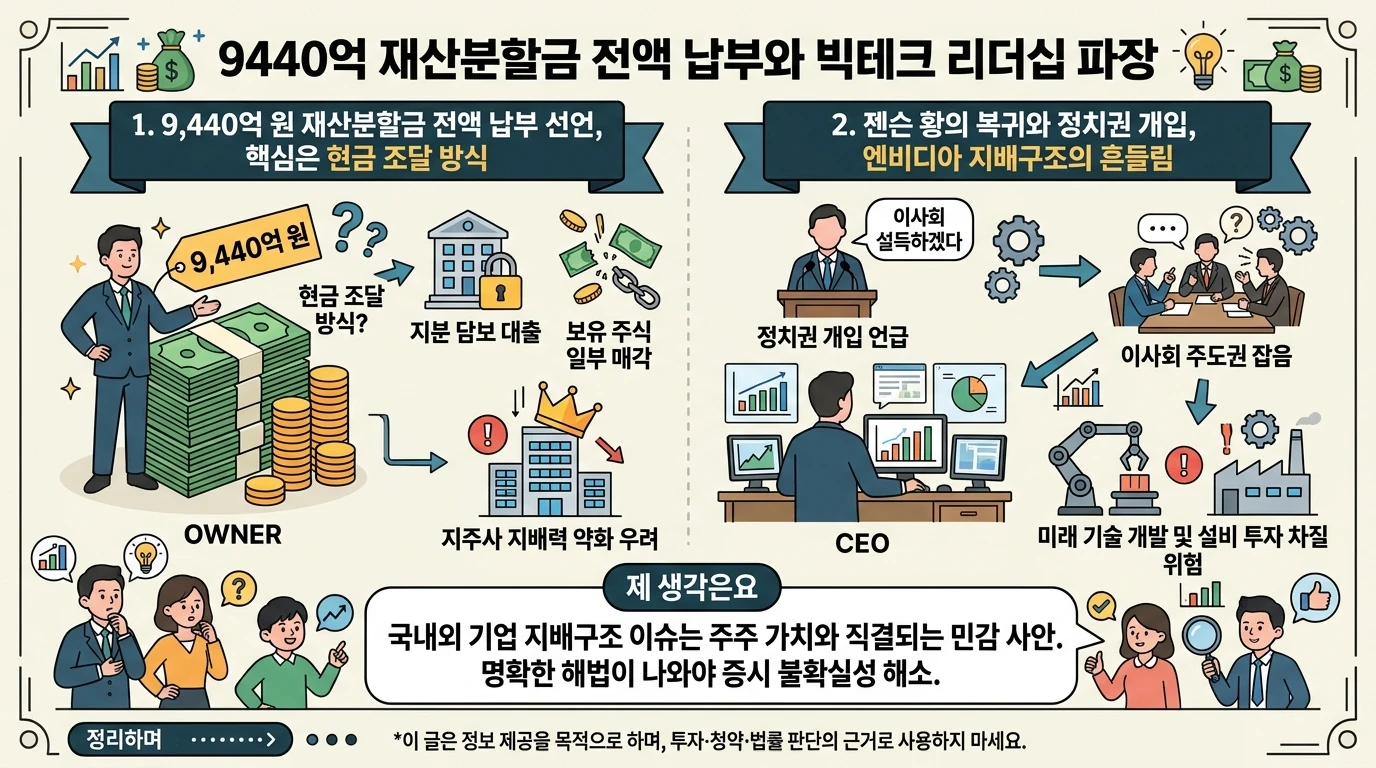 9440억 재산분할금 전액 납부와 빅테크 리더십 파장
1. 9,440억 원 재산분할금 전액 납부 선언,
핵심은 현금 조달 방식
9,440억 원
??
현금 조달
방식?
지분 담보 대출
보유 주식
일부 매각
OWNER
!
지주사 지배력 약화 우려
2. 젠슨 황의 복귀와 정치권 개입,
엔비디아 지배구조의 흔들림
이사회
설득하겠다
정치권 개입 언급
...
?
이사회 주도권 잡음
CEO
!
!
미래 기술 개발 및 설비 투자 차질
위험
?
제 생각은요
국내외 기업 지배구조 이슈는 주주 가치와 직결되는 민감 사안.
명확한 해법이 나와야 증시 불확실성 해소.
정리하며
*이 글은 정보 제공을 목적으로 하며, 투자·청약·법률 판단의 근거로 사용하지 마세요.